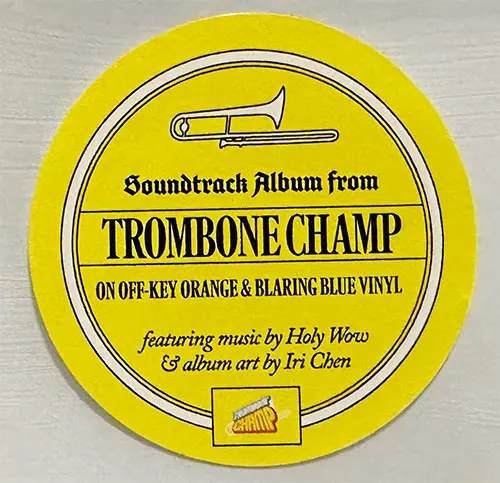 Soundtrack Album from
TROMBONE CHAMP
ON OFF-KEY ORANGE & BLARING BLUE VINYL
featuring music by Holy Wow
& album art by Iri Chen
TROMBONE
CHAMP